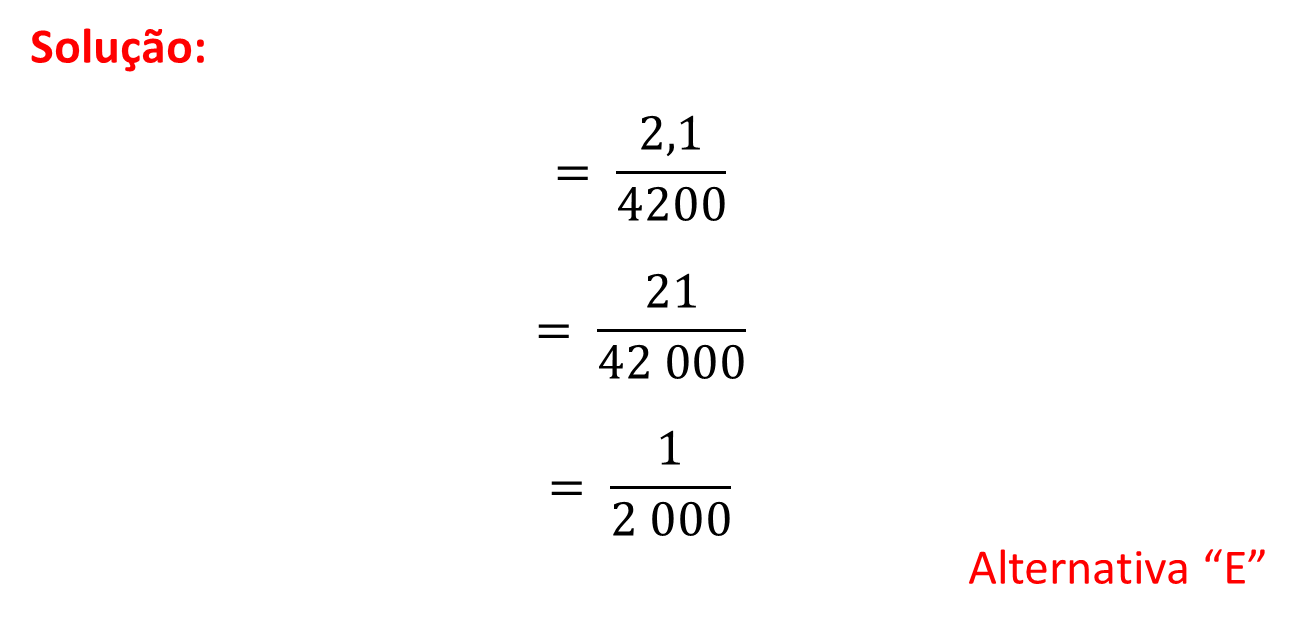 Solução:
= 2,1/4200
= 21/42 000
= 1/2 000
Alternativa “E”